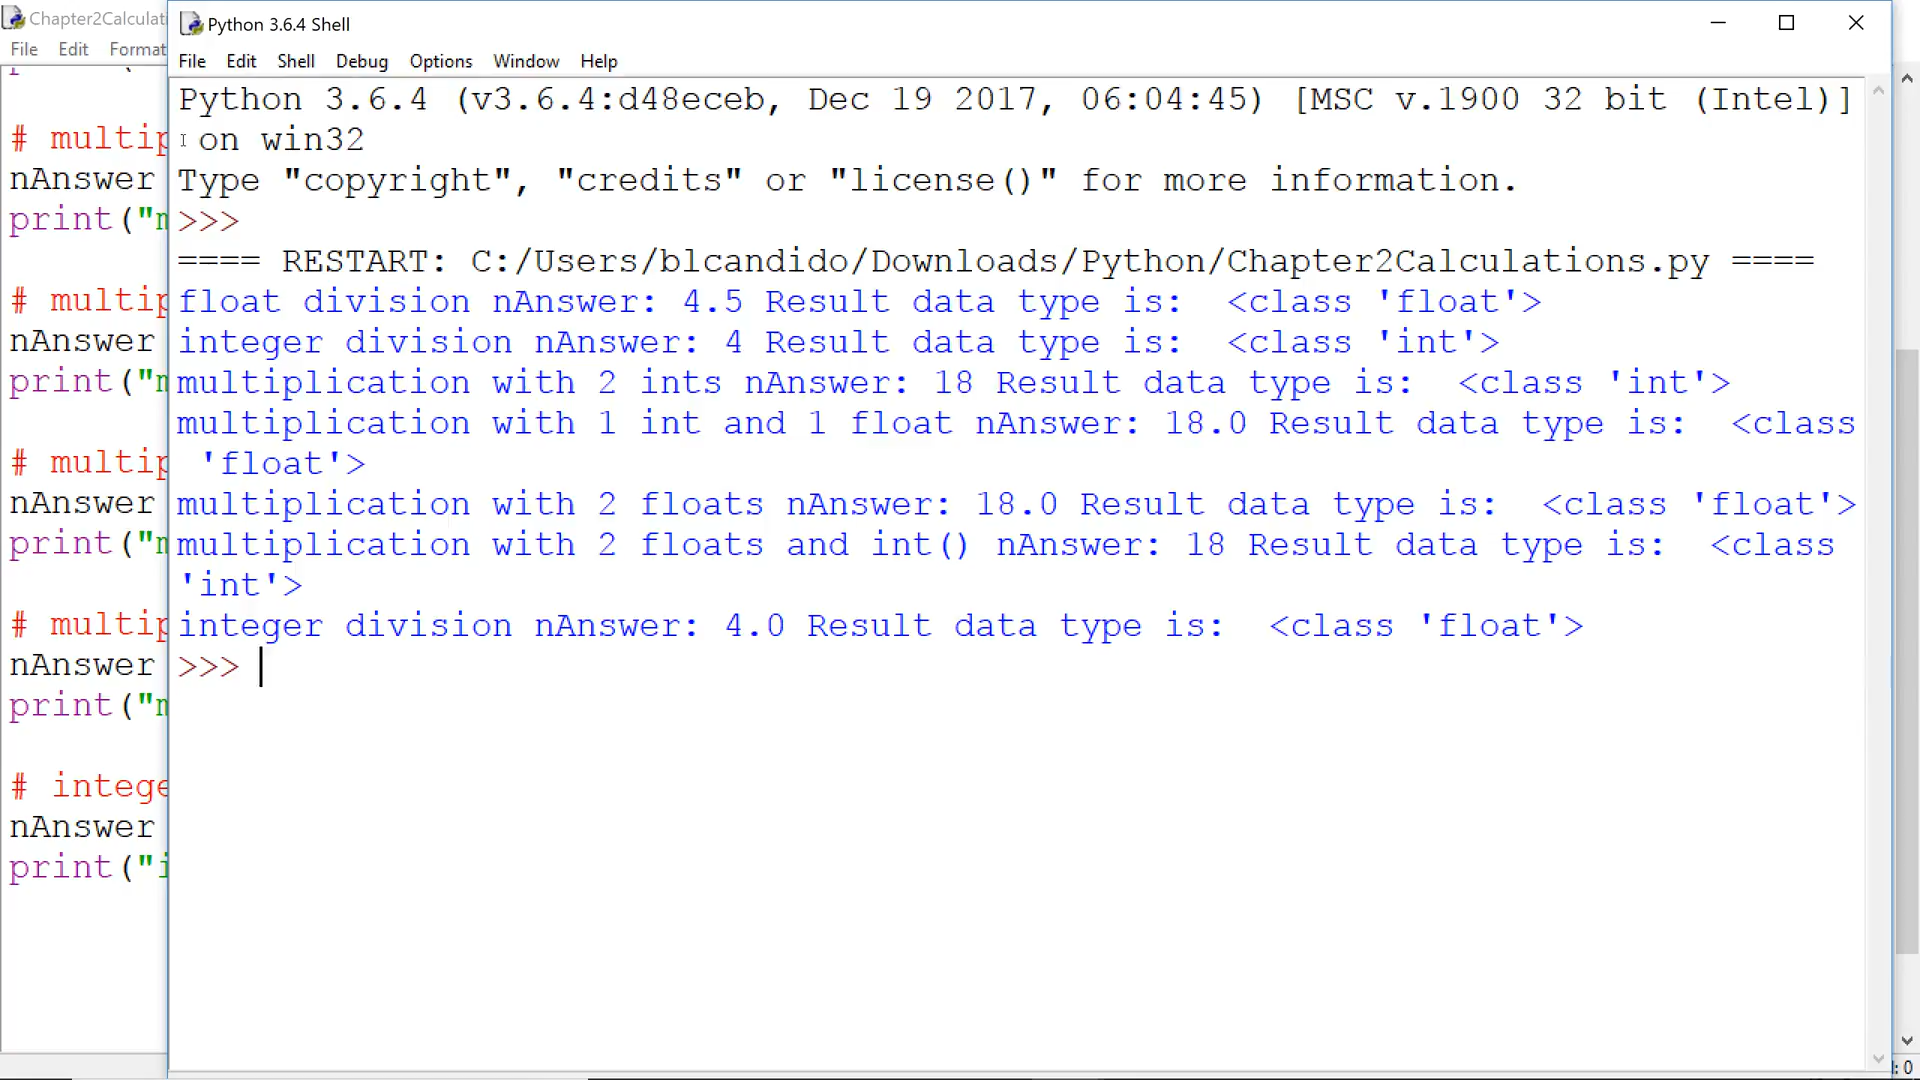 Chapter2Calculati
File Edit Format
# multip
nAnswer
print("m
# multip
nAnswer
print("m
# multip
nAnswer
print("m
# multip
nAnswer
print("m
# intege
nAnswer
print("i
Python 3.6.4 Shell
File Edit Shell Debug Options Window Help
Python 3.6.4 (v3.6.4:d48eceb, Dec 19 2017, 06:04:45) [MSC v.1900 32 bit (Intel)]
on win32
Type "copyright", "credits" or "license()" for more information.
>>>
==== RESTART: C:/Users/blcandido/Downloads/Python/Chapter2Calculations.py ====
float division nAnswer: 4.5 Result data type is:  <class 'float'>
integer division nAnswer: 4 Result data type is:  <class 'int'>
multiplication with 2 ints nAnswer: 18 Result data type is:  <class 'int'>
multiplication with 1 int and 1 float nAnswer: 18.0 Result data type is:  <class
'float'>
multiplication with 2 floats nAnswer: 18.0 Result data type is:  <class 'float'>
multiplication with 2 floats and int() nAnswer: 18 Result data type is:  <class
'int'>
integer division nAnswer: 4.0 Result data type is:  <class 'float'>
>>>
: 0